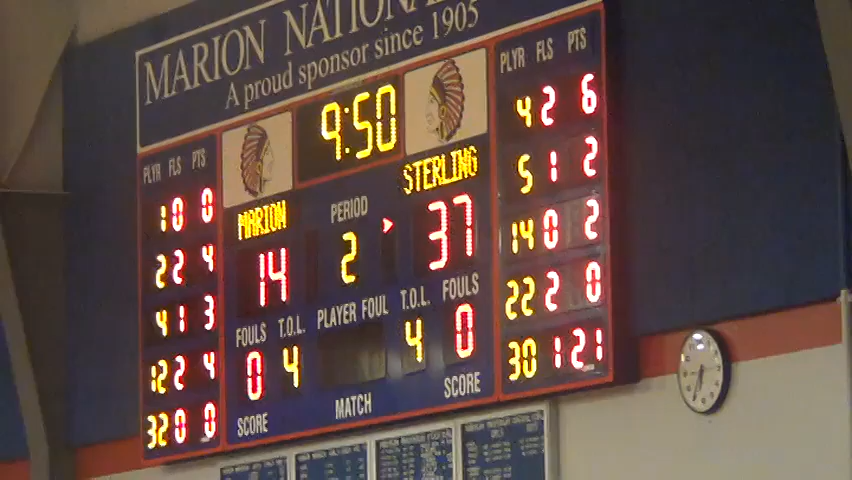 MARION NATIONAL
A proud sponsor since 1905
PLYR FLS PTS
9:50
PLYR FLS PTS
MARION
PERIOD
STERLING
14
2
37
1 0 0
2 2 4
4 1 3
12 2 4
32 0 0
4 2 6
5 1 2
14 0 2
22 2 0
30 1 21
FOULS T.O.L. PLAYER FOUL T.O.L. FOULS
0 4 4 0
SCORE MATCH SCORE